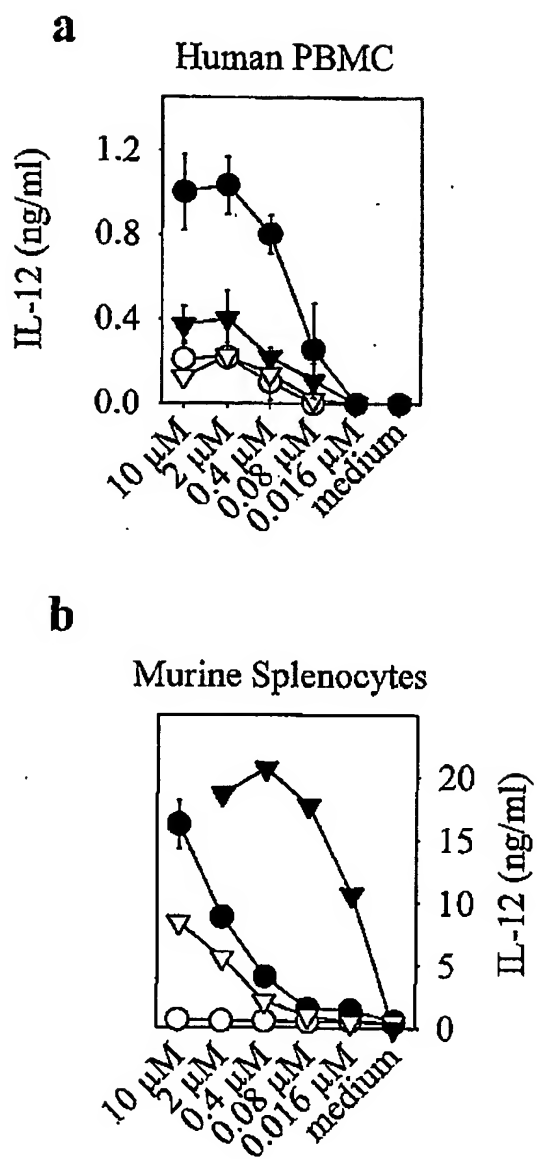 a
Human PBMC
IL-12 (ng/ml)
1.2
0.8
0.4
0.0
10 µM
2 µM
0.4 µM
0.08 µM
0.016 µM
medium
b
Murine Splenocytes
20
15
10
5
0
IL-12 (ng/ml)
10 µM
2 µM
0.4 µM
0.08 µM
0.016 µM
medium